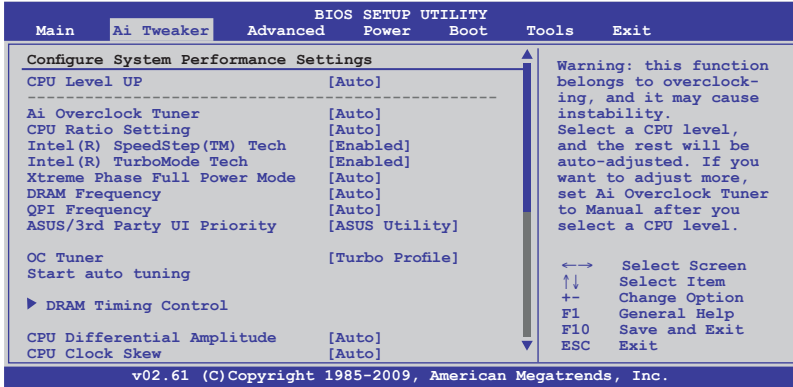 BIOS SETUP UTILITY
Main Ai Tweaker Advanced Power Boot Tools Exit
Configure System Performance Settings
CPU Level UP [Auto]
Ai Overclock Tuner [Auto]
CPU Ratio Setting [Auto]
Intel(R) SpeedStep(TM) Tech [Enabled]
Intel(R) TurboMode Tech [Enabled]
Xtreme Phase Full Power Mode [Auto]
DRAM Frequency [Auto]
QPI Frequency [Auto]
ASUS/3rd Party UI Priority [ASUS Utility]
OC Tuner [Turbo Profile]
Start auto tuning
DRAM Timing Control
CPU Differential Amplitude [Auto]
CPU Clock Skew [Auto]
Warning: this function
belongs to overclock-
ing, and it may cause
instability.
Select a CPU level,
and the rest will be
auto-adjusted. If you
want to adjust more,
set Ai Overclock Tuner
to Manual after you
select a CPU level.
←→ Select Screen
↑↓ Select Item
+- Change Option
F1 General Help
F10 Save and Exit
ESC Exit
v02.61 (C)Copyright 1985-2009, American Megatrends, Inc.